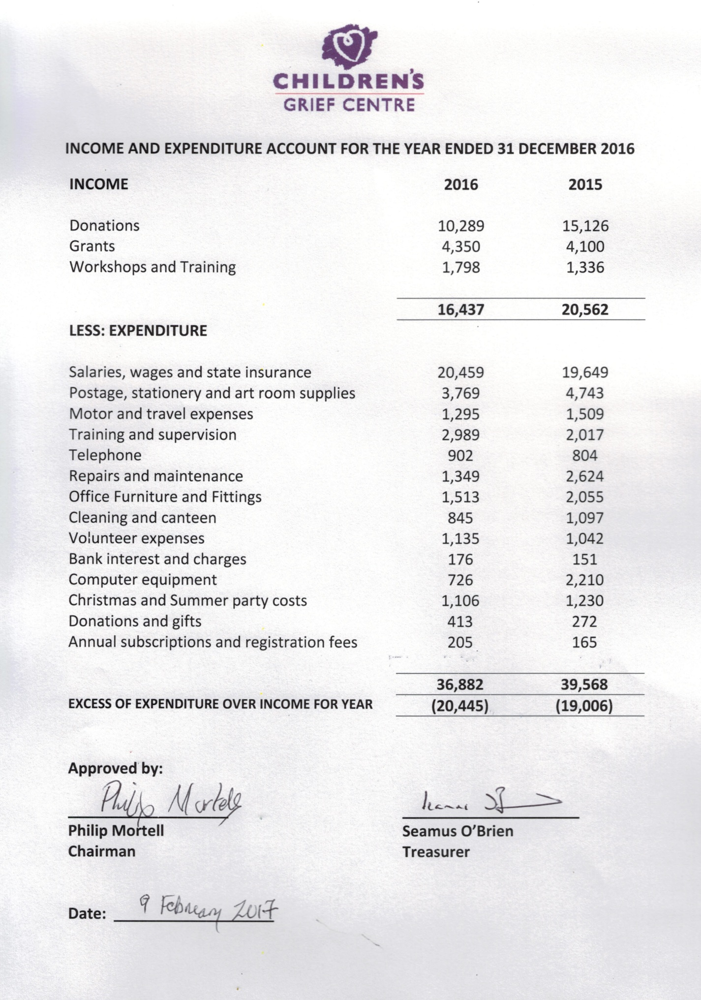 CHILDREN'S
GRIEF CENTRE
INCOME AND EXPENDITURE ACCOUNT FOR THE YEAR ENDED 31 DECEMBER 2016
INCOME 2016 2015
Donations 10,289 15,126
Grants 4,350 4,100
Workshops and Training 1,798 1,336
16,437 20,562
LESS: EXPENDITURE
Salaries, wages and state insurance 20,459 19,649
Postage, stationery and art room supplies 3,769 4,743
Motor and travel expenses 1,295 1,509
Training and supervision 2,989 2,017
Telephone 902 804
Repairs and maintenance 1,349 2,624
Office Furniture and Fittings 1,513 2,055
Cleaning and canteen 845 1,097
Volunteer expenses 1,135 1,042
Bank interest and charges 176 151
Computer equipment 726 2,210
Christmas and Summer party costs 1,106 1,230
Donations and gifts 413 272
Annual subscriptions and registration fees 205 165
36,882 39,568
EXCESS OF EXPENDITURE OVER INCOME FOR YEAR (20,445) (19,006)
Approved by:
Philip Mortell
Philip Mortell Seamus O'Brien
Chairman Treasurer
Date: 9 February 2017